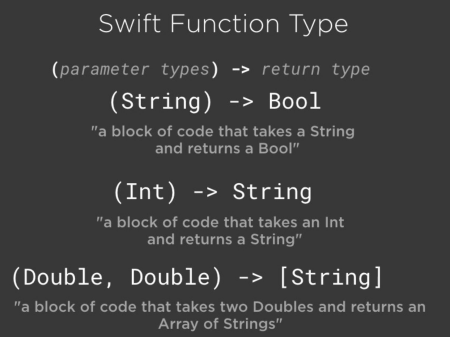 Swift Function Type
(parameter types) -> return type
(String) -> Bool
"a block of code that takes a String
and returns a Bool"
(Int) -> String
"a block of code that takes an Int
and returns a String"
(Double, Double) -> [String]
"a block of code that takes two Doubles and returns an
Array of Strings"